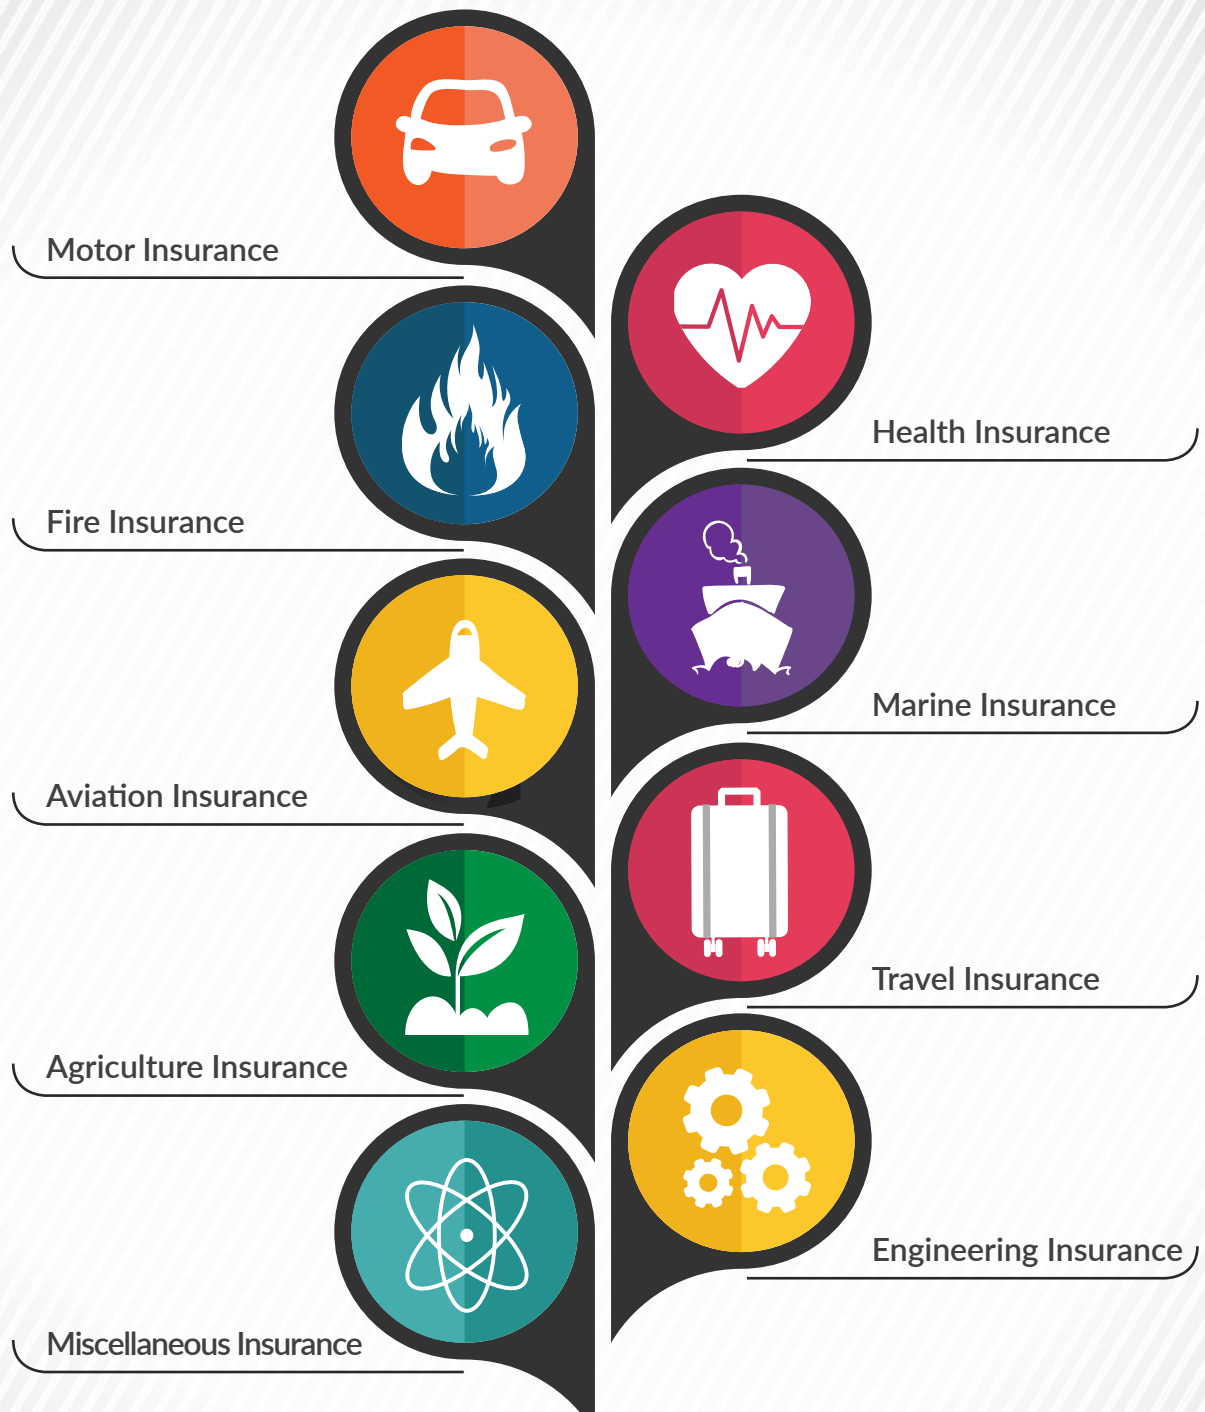 Motor Insurance
Health Insurance
Fire Insurance
Marine Insurance
Aviation Insurance
Travel Insurance
Agriculture Insurance
Engineering Insurance
Miscellaneous Insurance